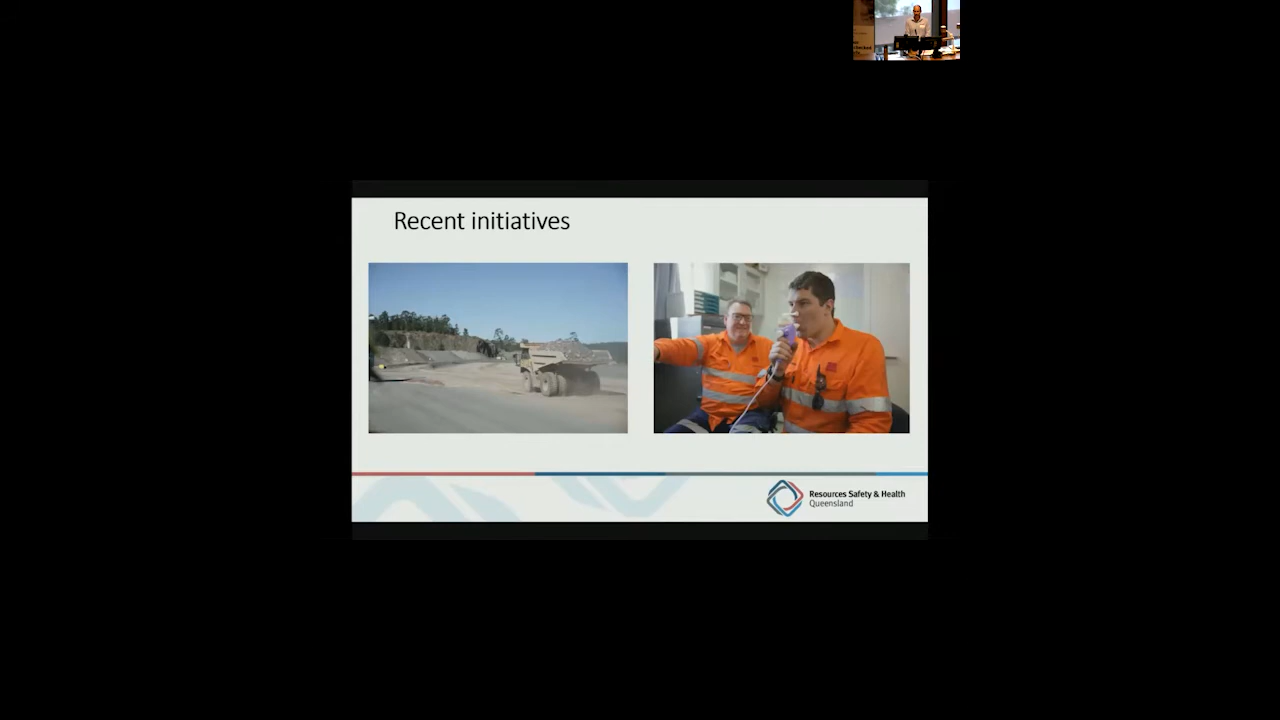 Recent initiatives
Resources Safety & Health
Queensland